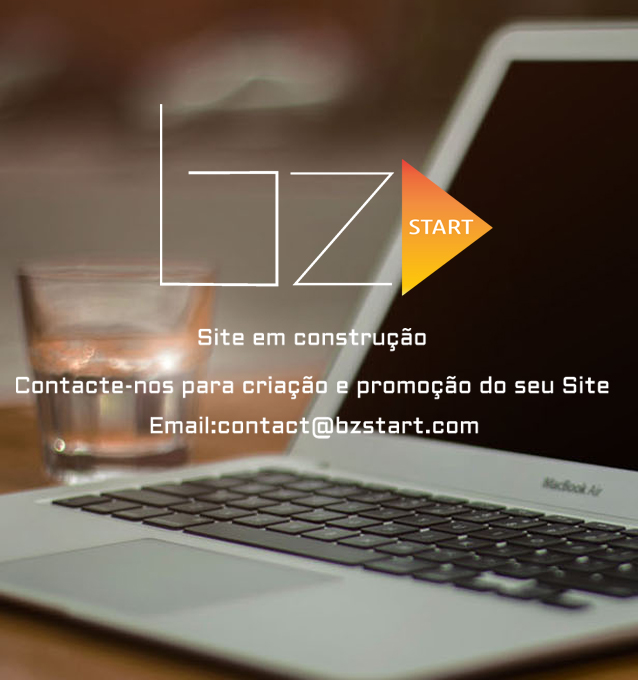 bz START
Site em construção
Contacte-nos para criação e promoção do seu Site
Email:contact@bzstart.com
MacBook Air